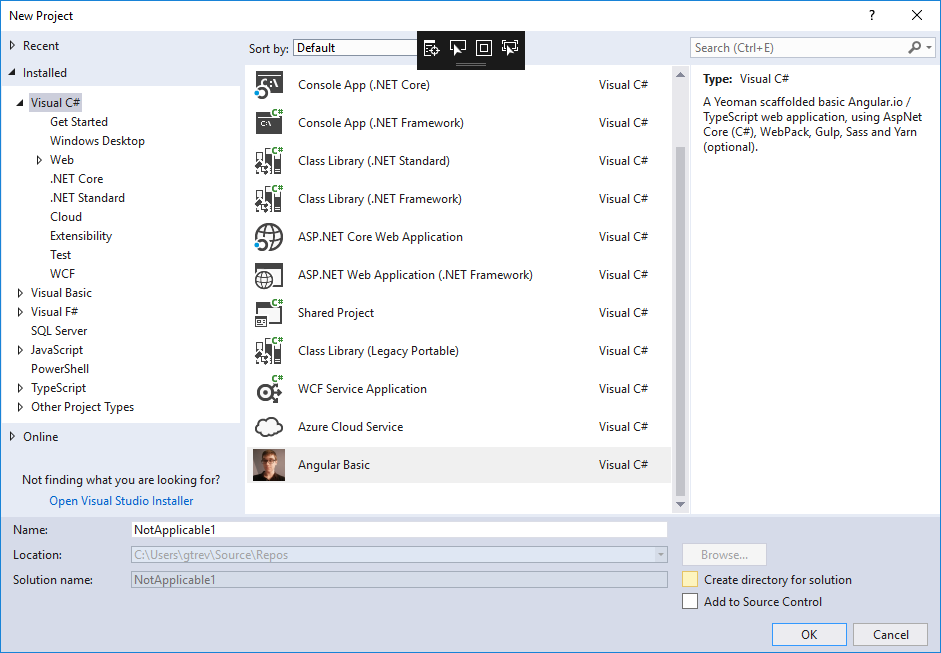 New Project
?
Recent
Installed
Visual C#
Get Started
Windows Desktop
Web
.NET Core
.NET Standard
Cloud
Extensibility
Test
WCF
Visual Basic
Visual F#
SQL Server
JavaScript
PowerShell
TypeScript
Other Project Types
Online
Not finding what you are looking for?
Open Visual Studio Installer
Sort by: Default
Console App (.NET Core) Visual C#
Console App (.NET Framework) Visual C#
Class Library (.NET Standard) Visual C#
Class Library (.NET Framework) Visual C#
ASP.NET Core Web Application Visual C#
ASP.NET Web Application (.NET Framework) Visual C#
Shared Project Visual C#
Class Library (Legacy Portable) Visual C#
WCF Service Application Visual C#
Azure Cloud Service Visual C#
Angular Basic Visual C#
Search (Ctrl+E)
Type: Visual C#
A Yeoman scaffolded basic Angular.io /
TypeScript web application, using AspNet
Core (C#), WebPack, Gulp, Sass and Yarn
(optional).
Name: NotApplicable1
Location: C:\Users\gtrev\Source\Repos
Browse...
Solution name: NotApplicable1
Create directory for solution
Add to Source Control
OK
Cancel